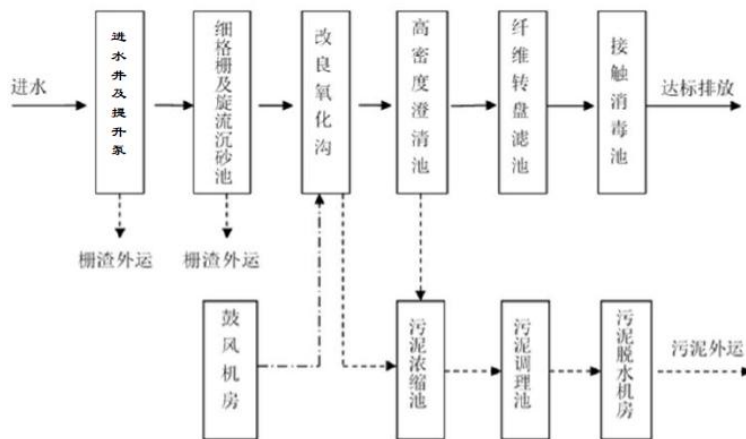 进水
进水井及提升泵
细格栅及旋流沉砂池
改良氧化沟
高密度澄清池
纤维转盘滤池
接触消毒池
达标排放
栅渣外运
栅渣外运
鼓风机房
污泥浓缩池
污泥调理池
污泥脱水机房
污泥外运